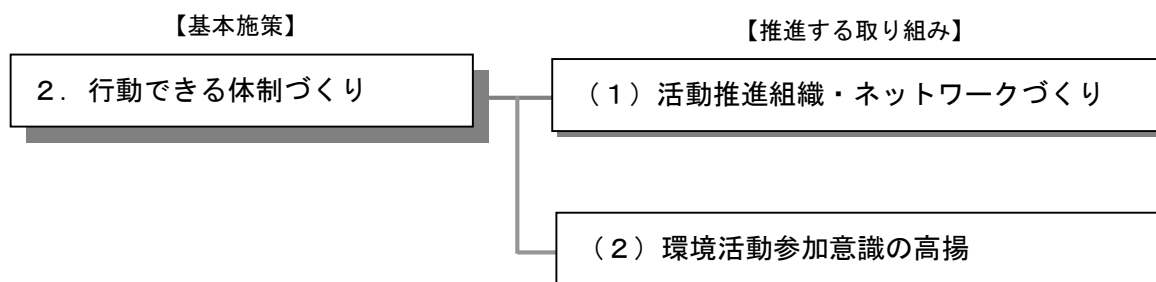 【基本施策】
【推進する取り組み】
２．行動できる体制づくり
（１）活動推進組織・ネットワークづくり
（２）環境活動参加意識の高揚